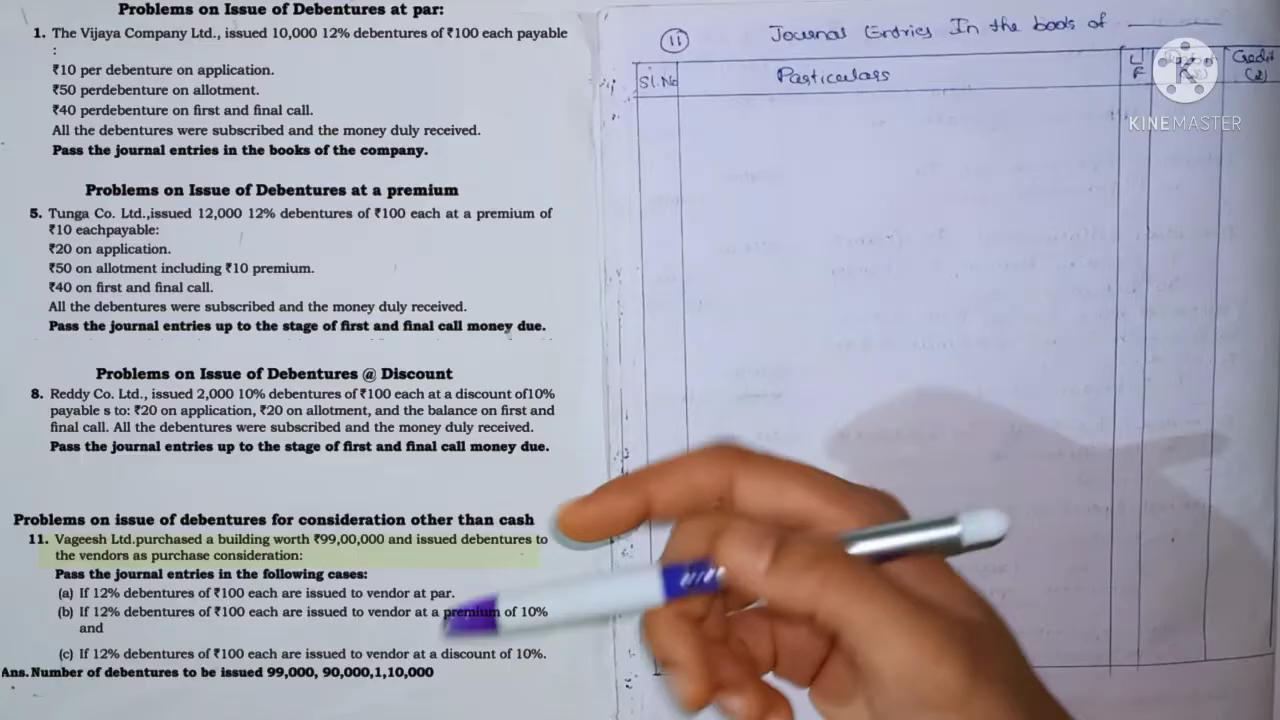 Problems on Issue of Debentures at par:
1. The Vijaya Company Ltd., issued 10,000 12% debentures of ₹100 each payable
:
₹10 per debenture on application.
₹50 perdebenture on allotment.
₹40 perdebenture on first and final call.
All the debentures were subscribed and the money duly received.
Pass the journal entries in the books of the company.
Problems on Issue of Debentures at a premium
5. Tunga Co. Ltd.,issued 12,000 12% debentures of ₹100 each at a premium of
₹10 eachpayable:
₹20 on application.
₹50 on allotment including ₹10 premium.
₹40 on first and final call.
All the debentures were subscribed and the money duly received.
Pass the journal entries up to the stage of first and final call money due.
Problems on Issue of Debentures @ Discount
8. Reddy Co. Ltd., issued 2,000 10% debentures of ₹100 each at a discount of10%
payable s to: ₹20 on application, ₹20 on allotment, and the balance on first and
final call. All the debentures were subscribed and the money duly received.
Pass the journal entries up to the stage of first and final call money due.
Problems on issue of debentures for consideration other than cash
11. Vageesh Ltd.purchased a building worth ₹99,00,000 and issued debentures to
the vendors as purchase consideration:
Pass the journal entries in the following cases:
(a) If 12% debentures of ₹100 each are issued to vendor at par.
(b) If 12% debentures of ₹100 each are issued to vendor at a premium of 10%
and
(c) If 12% debentures of ₹100 each are issued to vendor at a discount of 10%.
Ans. Number of debentures to be issued 99,000, 90,000,1,10,000
11 Journal Entries In the books of
Sl.No Particulars L F Credit (₹)
KINEMASTER